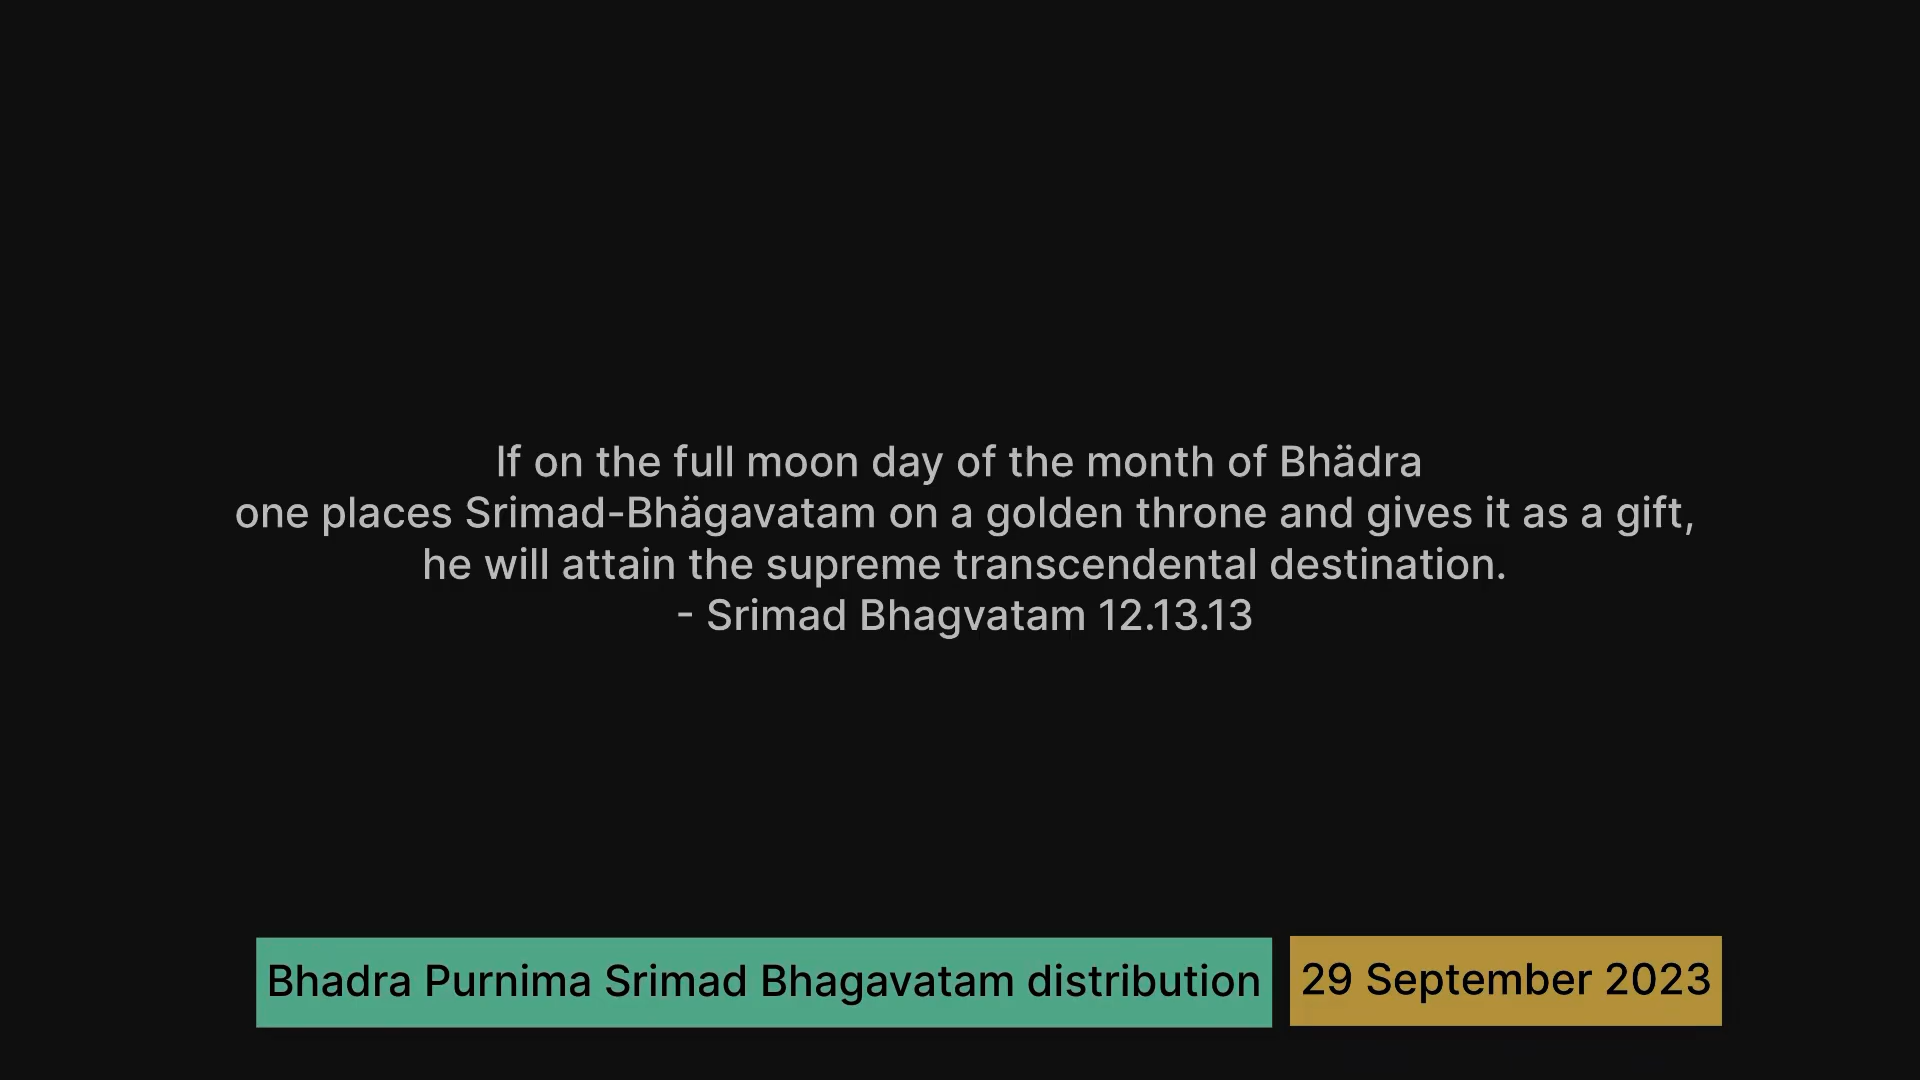 If on the full moon day of the month of Bhädra
one places Srimad-Bhägavatam on a golden throne and gives it as a gift,
he will attain the supreme transcendental destination.
- Srimad Bhagvatam 12.13.13
Bhadra Purnima Srimad Bhagavatam distribution
29 September 2023